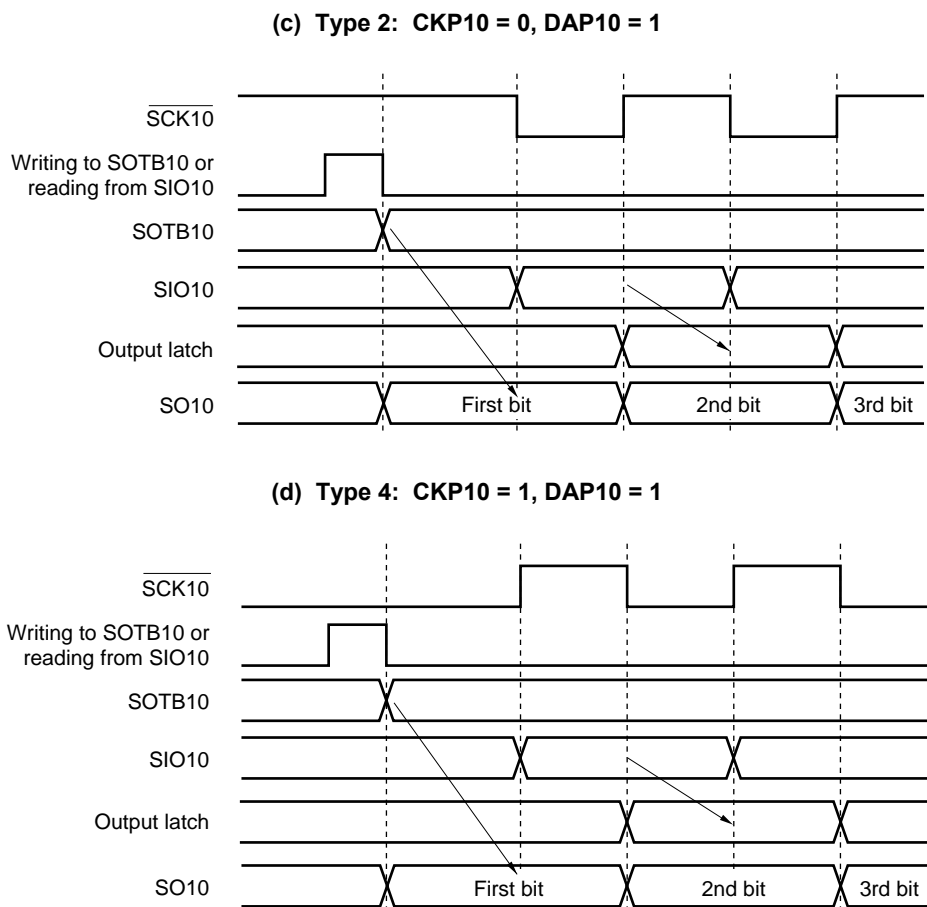 (c) Type 2: CKP10 = 0, DAP10 = 1
SCK10
Writing to SOTB10 or
reading from SIO10
SOTB10
SIO10
Output latch
SO10
First bit
2nd bit
3rd bit
(d) Type 4: CKP10 = 1, DAP10 = 1
SCK10
Writing to SOTB10 or
reading from SIO10
SOTB10
SIO10
Output latch
SO10
First bit
2nd bit
3rd bit